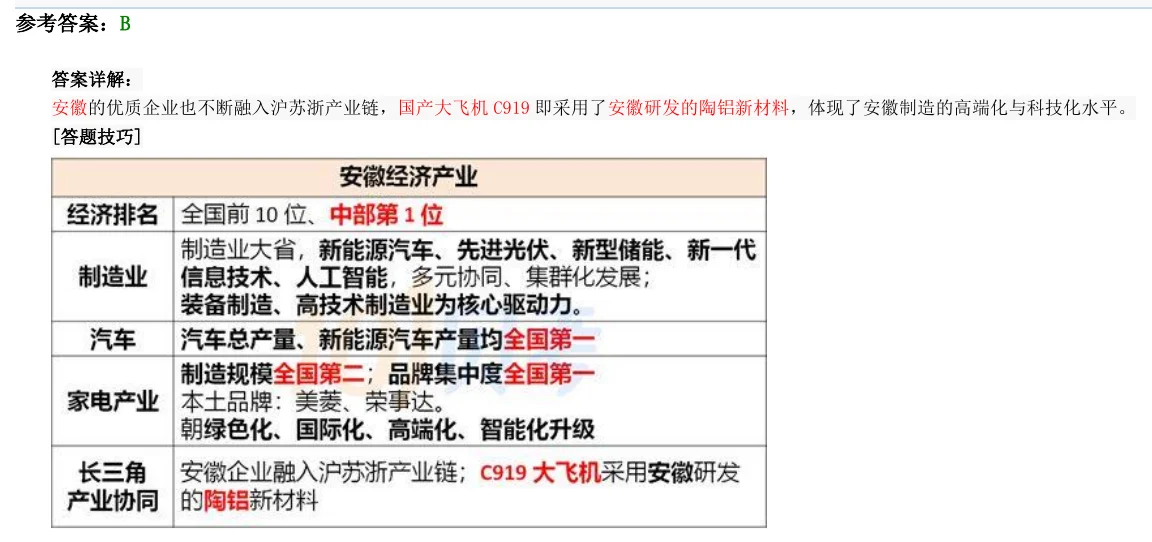 参考答案：B
答案详解：
安徽的优质企业也不断融入沪苏浙产业链，国产大飞机 C919 即采用了安徽研发的陶铝新材料，体现了安徽制造的高端化与科技化水平。
[答题技巧]
安徽经济产业
经济排名 全国前 10 位、中部第 1 位
制造业 制造业大省，新能源汽车、先进光伏、新型储能、新一代
信息技术、人工智能，多元协同、集群化发展；
装备制造、高技术制造业为核心驱动力。
汽车 汽车总产量、新能源汽车产量均全国第一
家电产业 制造规模全国第二；品牌集中度全国第一
本土品牌：美菱、荣事达。
朝绿色化、国际化、高端化、智能化升级
长三角
产业协同 安徽企业融入沪苏浙产业链；C919 大飞机采用安徽研发
的陶铝新材料